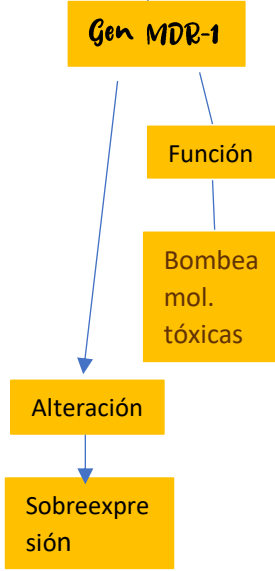 Gen MDR-1
Función
Bombea
mol.
tóxicas
Alteración
Sobreexpre
sión